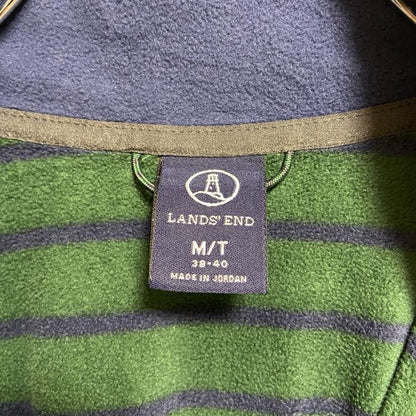 LANDS' END
M/T
38-40
MADE IN JORDAN